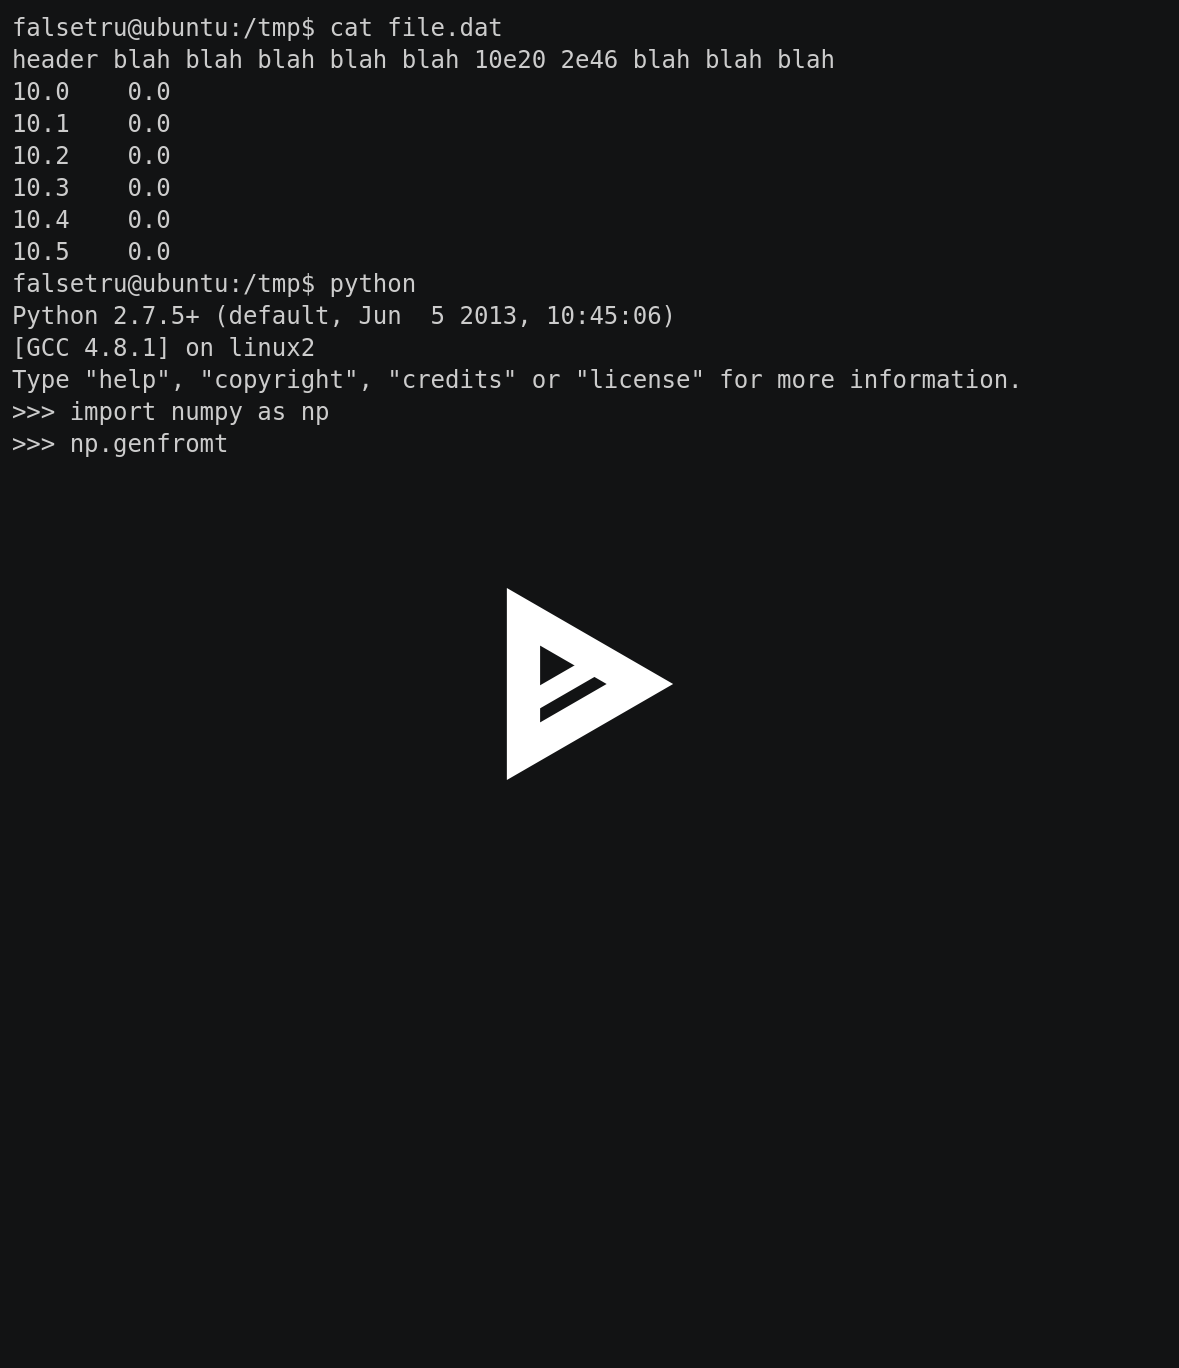 falsetru@ubuntu:/tmp$ cat file.dat
header blah blah blah blah blah 10e20 2e46 blah blah blah
10.0    0.0
10.1    0.0
10.2    0.0
10.3    0.0
10.4    0.0
10.5    0.0
falsetru@ubuntu:/tmp$ python
Python 2.7.5+ (default, Jun  5 2013, 10:45:06)
[GCC 4.8.1] on linux2
Type "help", "copyright", "credits" or "license" for more information.
>>> import numpy as np
>>> np.genfromt